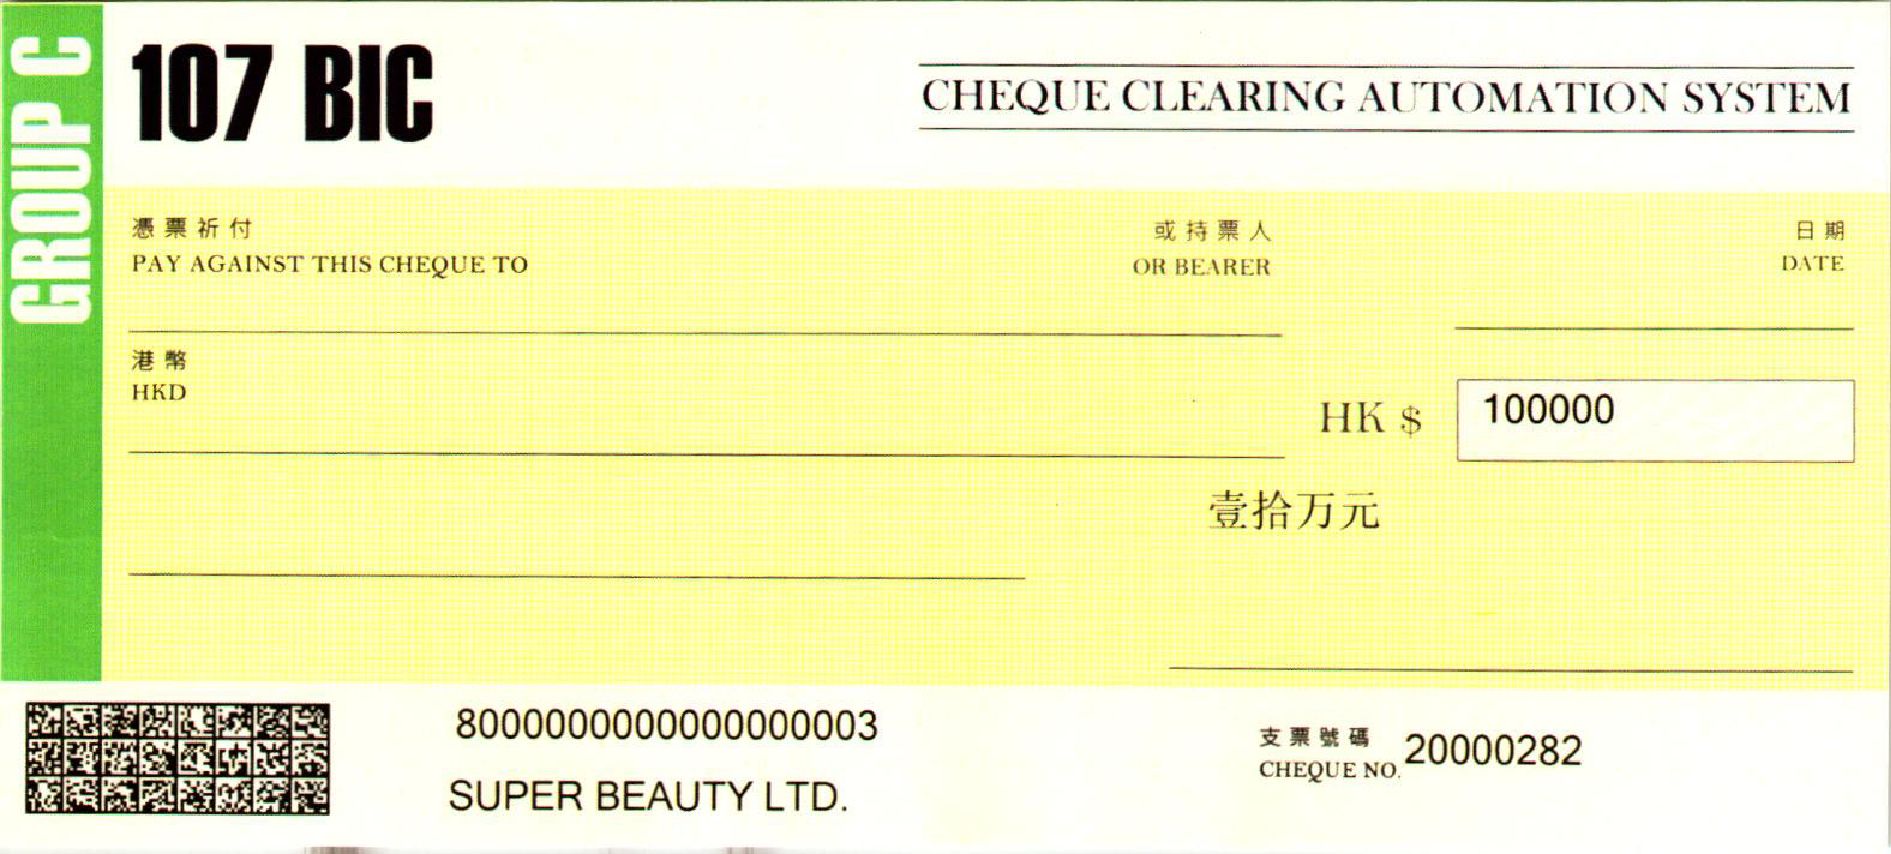 GROUP C
107 BIC
CHEQUE CLEARING AUTOMATION SYSTEM
憑票祈付
PAY AGAINST THIS CHEQUE TO
或持票人
OR BEARER
日期
DATE
港幣
HKD
HK $ 100000
壹拾万元
8000000000000000003
SUPER BEAUTY LTD.
支票號碼
CHEQUE NO. 20000282